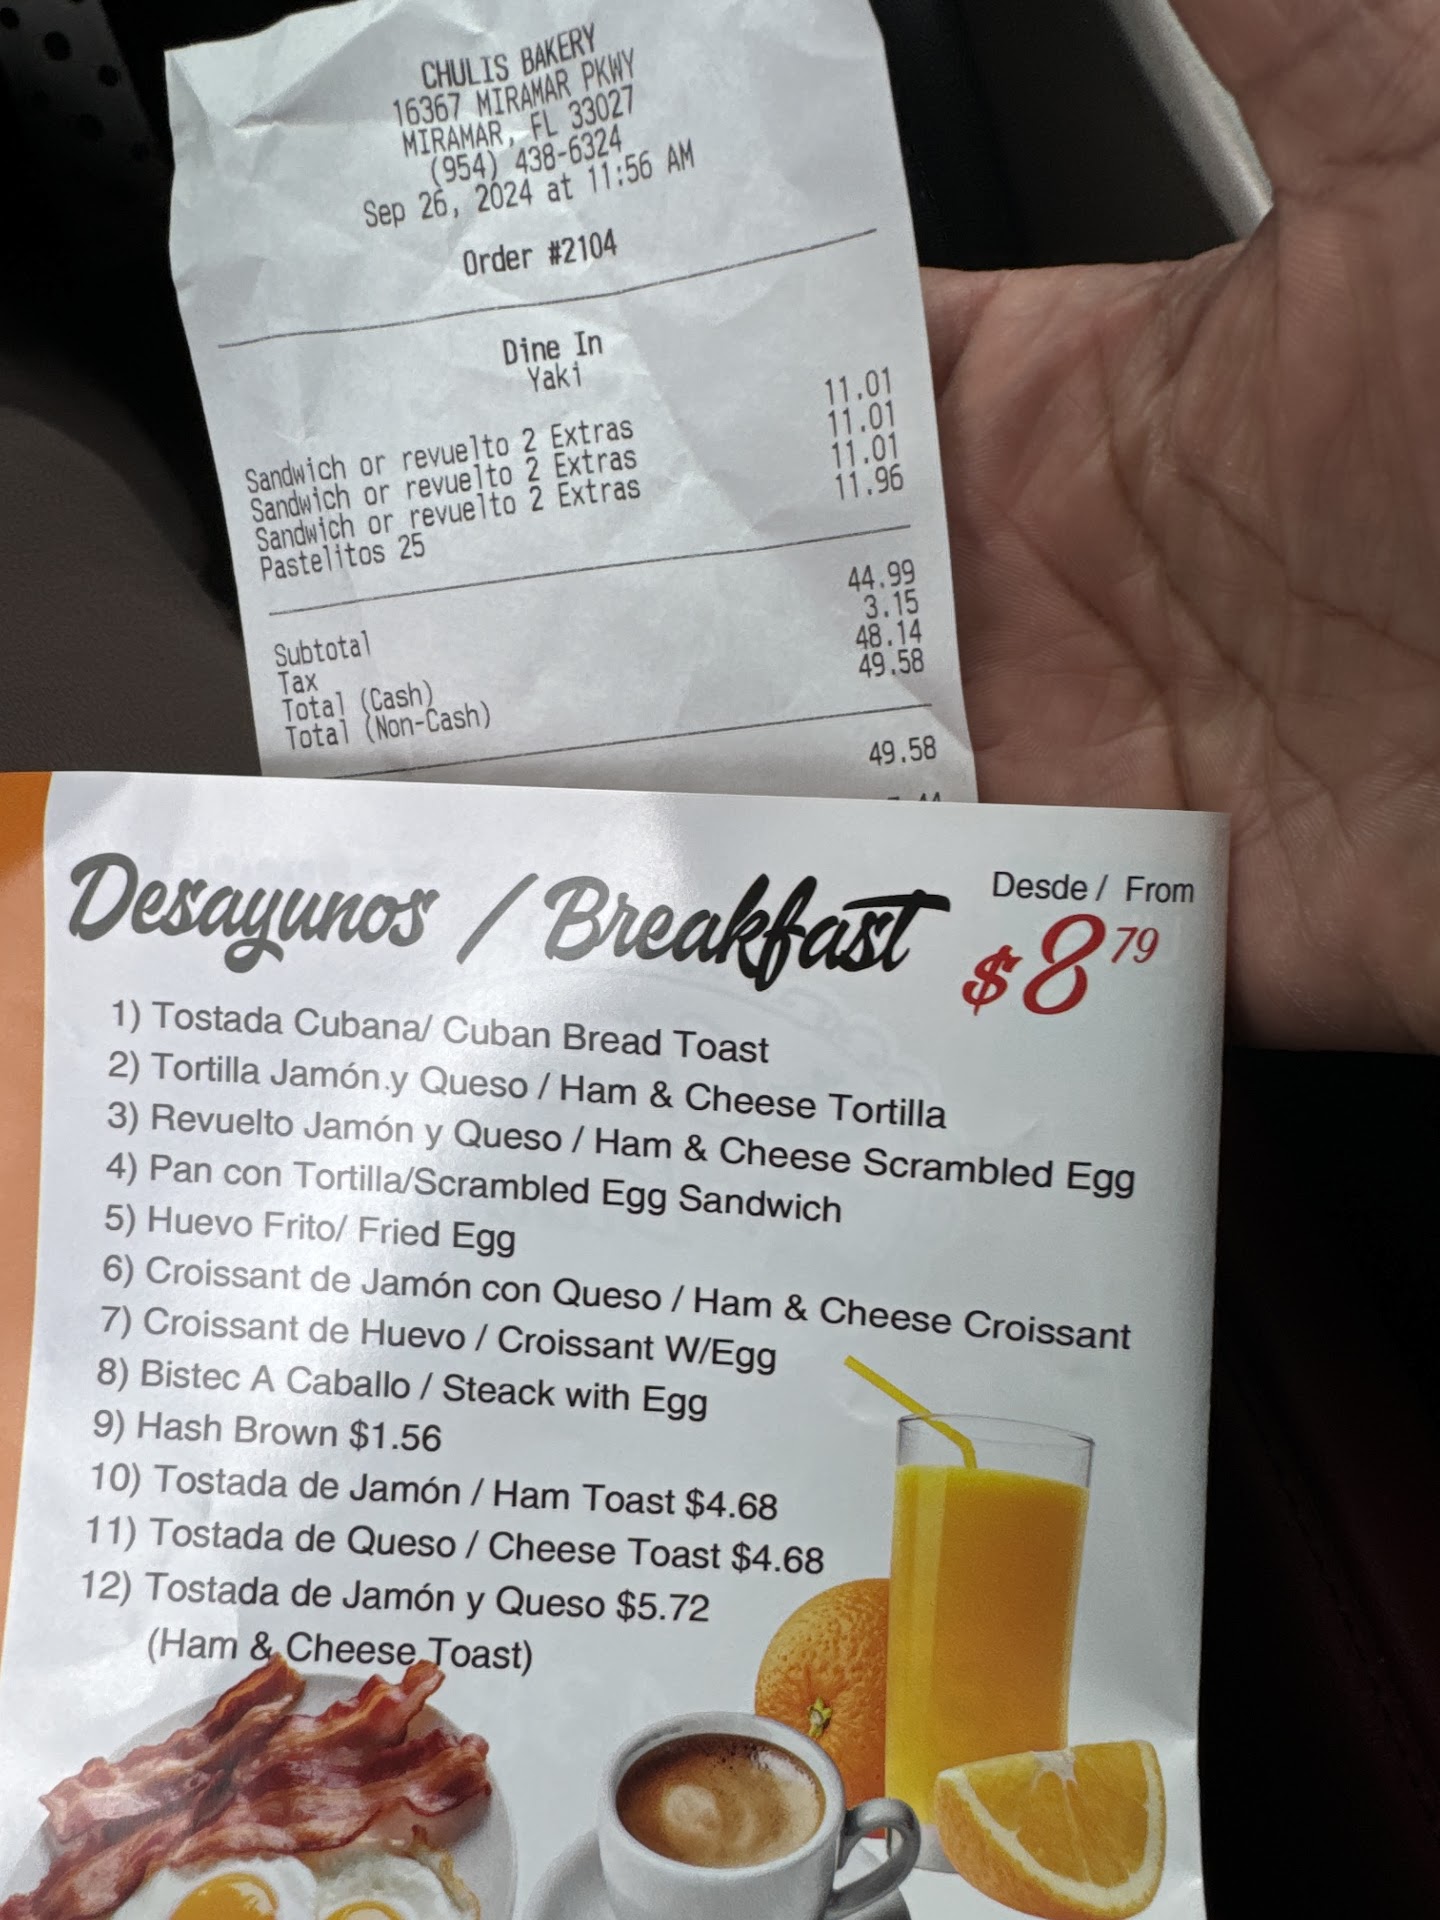 CHULIS BAKERY
16367 MIRAMAR PKWY
MIRAMAR, FL 33027
(954) 438-6324
Sep 26, 2024 at 11:56 AM
Order #2104
Dine In
Yaki
Sandwich or revuelto 2 Extras 11.01
Sandwich or revuelto 2 Extras 11.01
Sandwich or revuelto 2 Extras 11.01
Pastelitos 25 11.96
Subtotal 44.99
Tax 3.15
Total (Cash) 48.14
Total (Non-Cash) 49.58
49.58
Desayunos / Breakfast
Desde / From
$8 79
1) Tostada Cubana/ Cuban Bread Toast
2) Tortilla Jamón.y Queso / Ham & Cheese Tortilla
3) Revuelto Jamón y Queso / Ham & Cheese Scrambled Egg
4) Pan con Tortilla/Scrambled Egg Sandwich
5) Huevo Frito/ Fried Egg
6) Croissant de Jamón con Queso / Ham & Cheese Croissant
7) Croissant de Huevo / Croissant W/Egg
8) Bistec A Caballo / Steack with Egg
9) Hash Brown $1.56
10) Tostada de Jamón / Ham Toast $4.68
11) Tostada de Queso / Cheese Toast $4.68
12) Tostada de Jamón y Queso $5.72
(Ham & Cheese Toast)